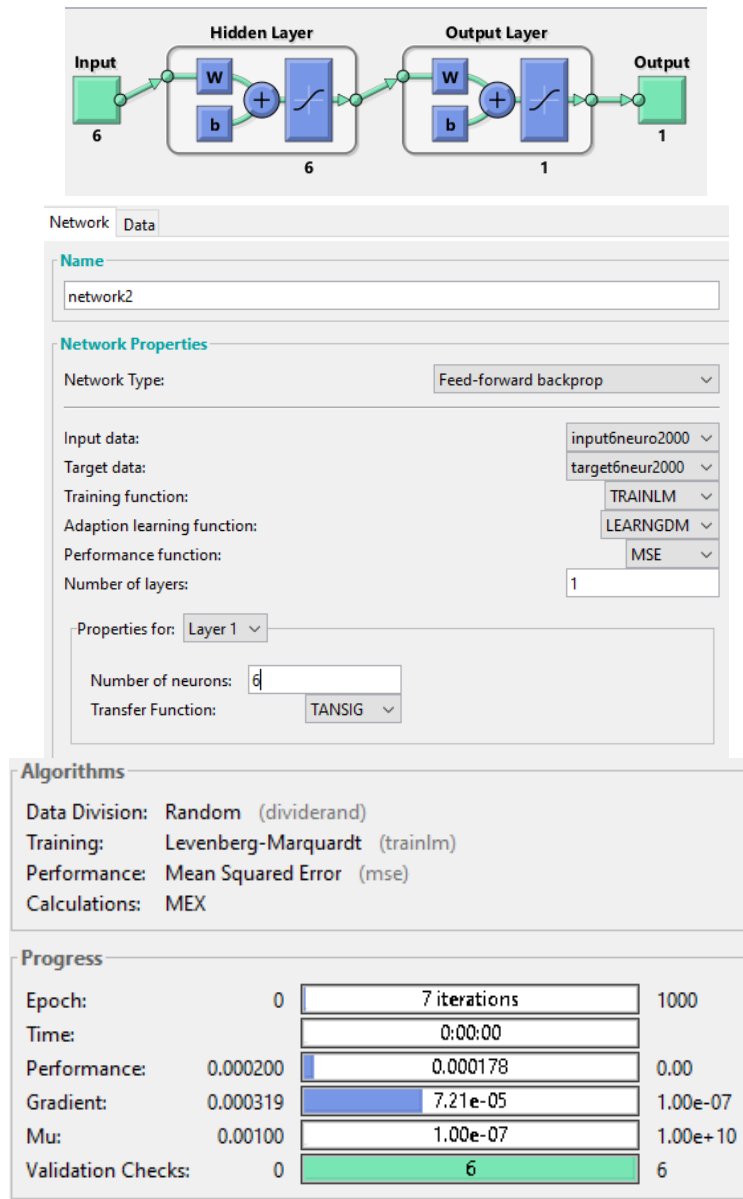 Hidden Layer Output Layer
Input Output
W W
+ +
b b
6 1
6 1
Network Data
Name
network2
Network Properties
Network Type: Feed-forward backprop
Input data: input6neuro2000
Target data: target6neur2000
Training function: TRAINLM
Adaption learning function: LEARNGDM
Performance function: MSE
Number of layers: 1
Properties for: Layer 1
Number of neurons: 6
Transfer Function: TANSIG
Algorithms
Data Division: Random (dividerand)
Training: Levenberg-Marquardt (trainlm)
Performance: Mean Squared Error (mse)
Calculations: MEX
Progress
Epoch: 0 7 iterations 1000
Time: 0:00:00
Performance: 0.000200 0.000178 0.00
Gradient: 0.000319 7.21e-05 1.00e-07
Mu: 0.00100 1.00e-07 1.00e+10
Validation Checks: 0 6 6